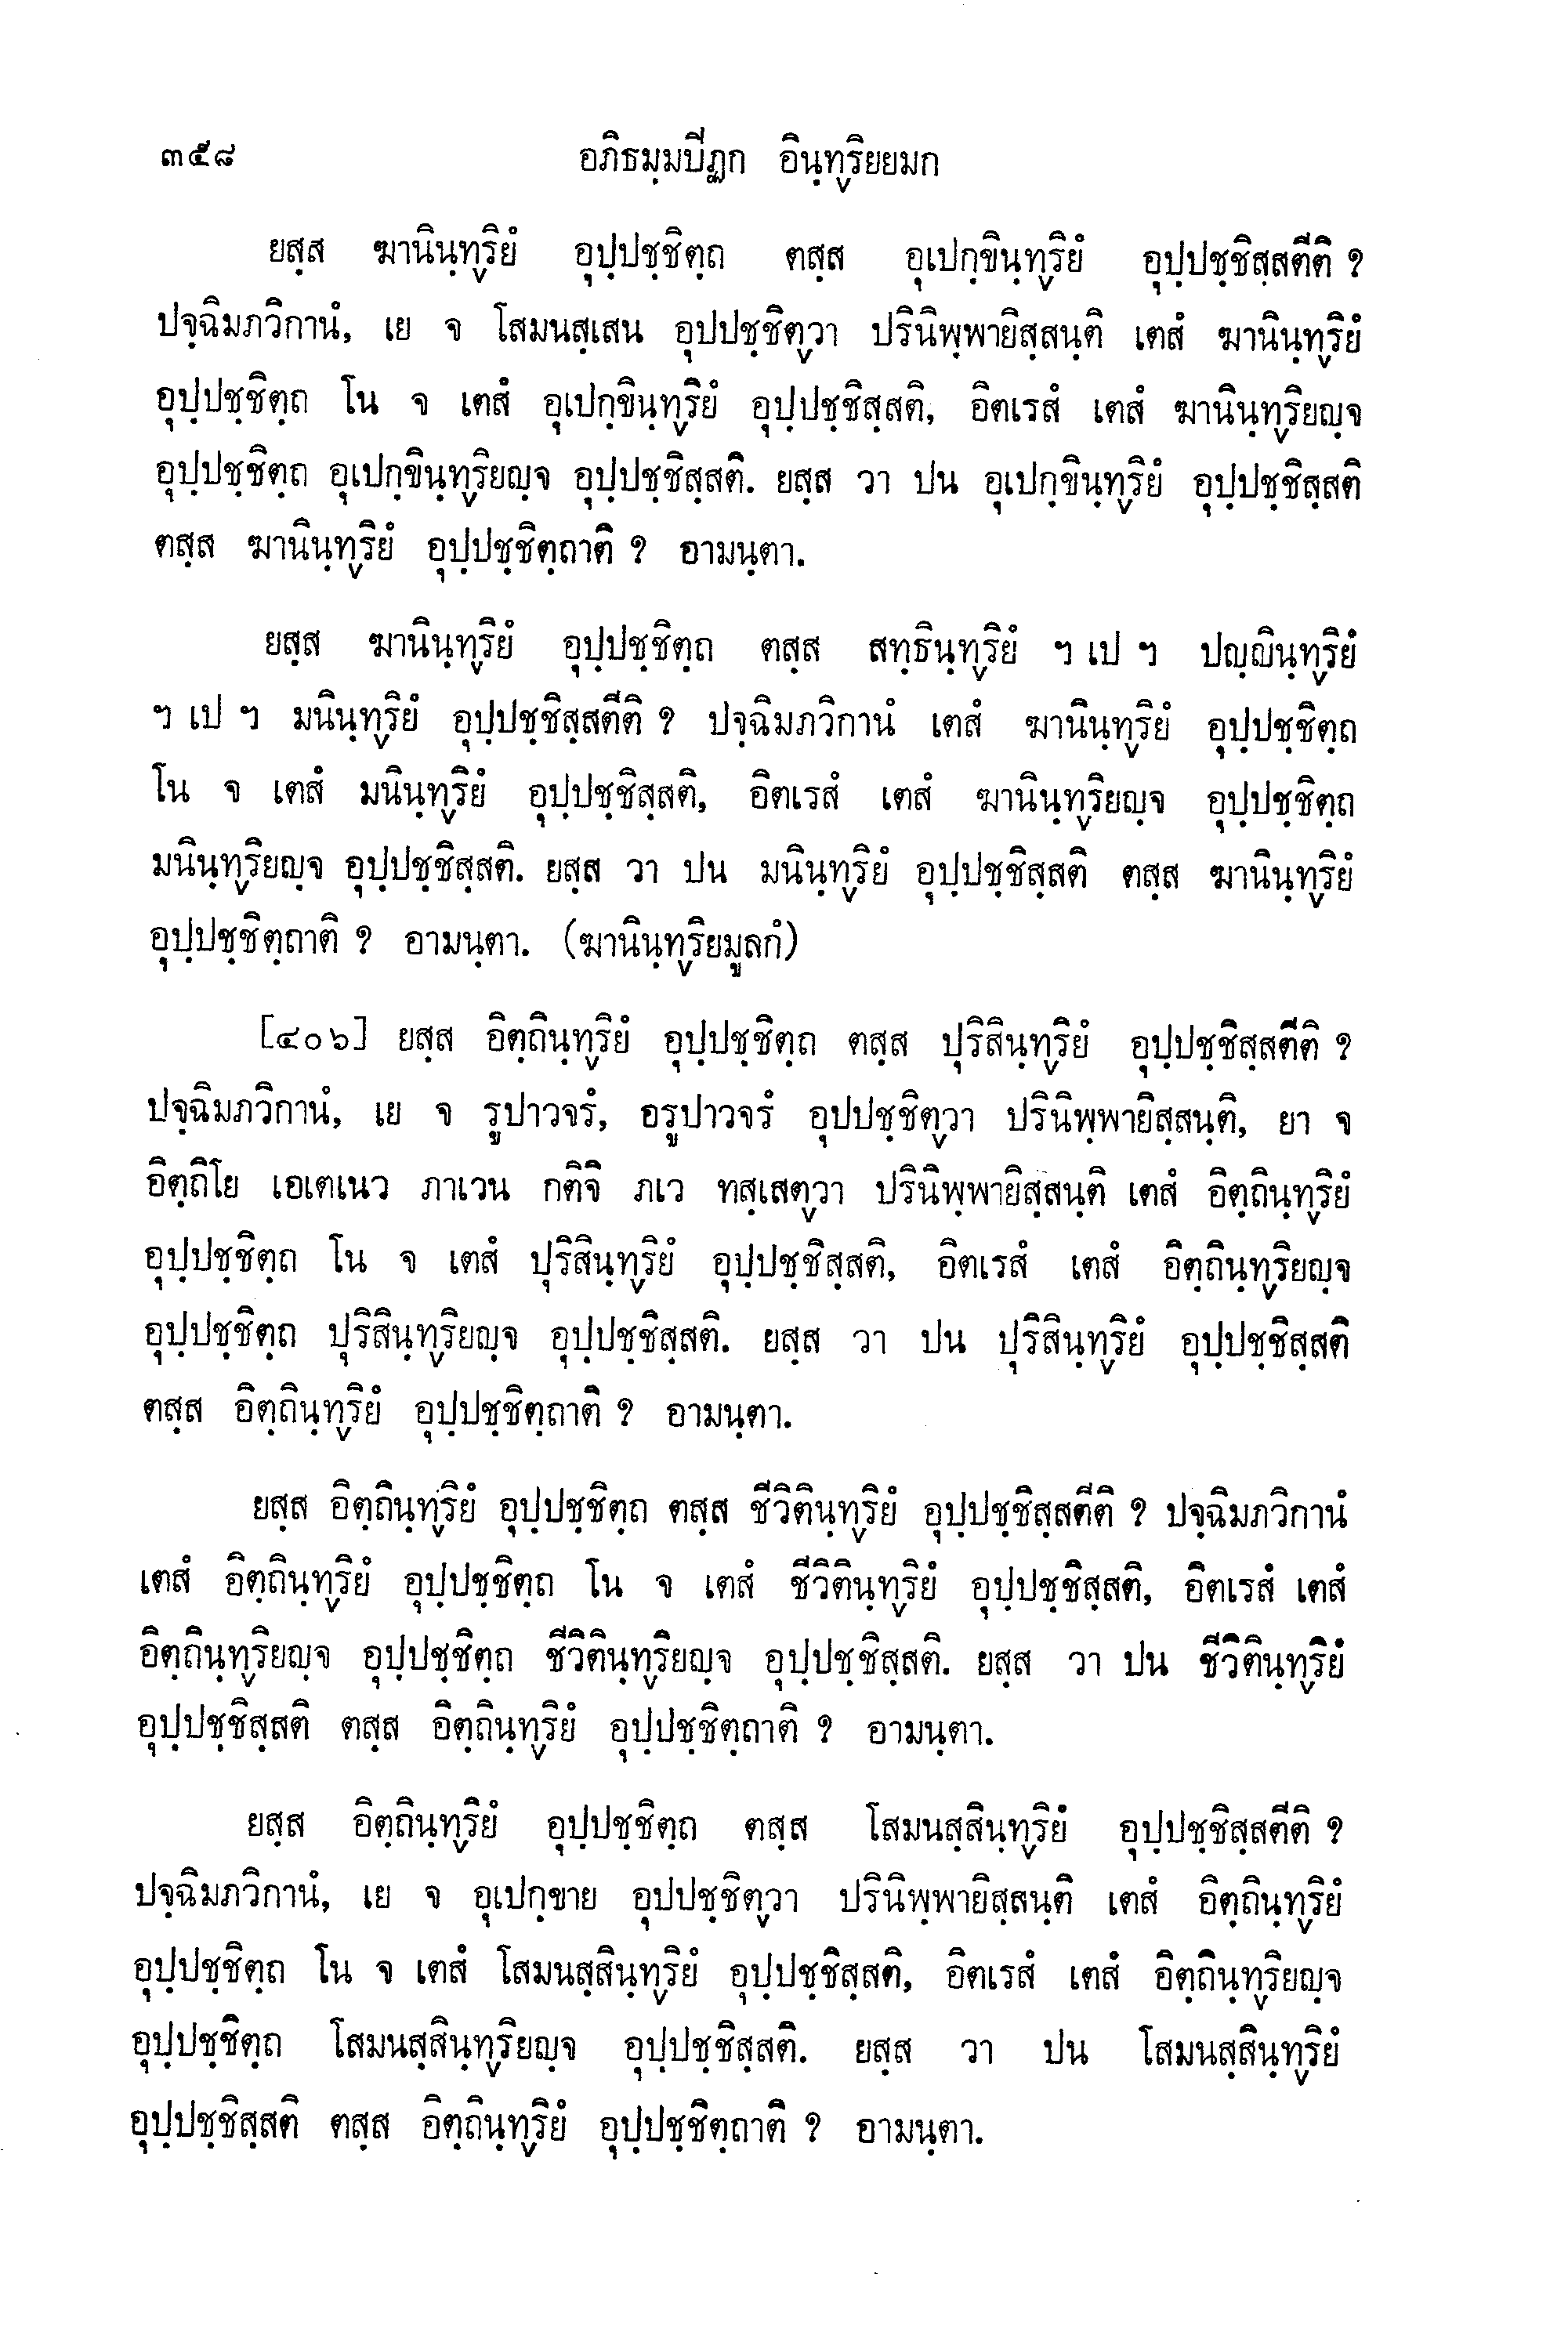 ๓๕๘ อภิธมฺมปีฏก อินฺทฺริยยมก
ยสฺส ฆานินฺทฺริยํ อุปฺปชฺชิตฺถ ตสฺส อุเปกฺขินฺทฺริยํ อุปฺปชฺชิสฺสตีติ ?
ปจฺฉิมภวิกานํ, เย จ โสมนสฺเสน อุปปชฺชิตฺวา ปรินิพฺพายิสฺสนฺติ เตสํ ฆานินฺทฺริยํ
อุปฺปชฺชิตฺถ โน จ เตสํ อุเปกฺขินฺทฺริยํ อุปฺปชฺชิสฺสติ, อิตเรสํ เตสํ ฆานินฺทฺริยญฺจ
อุปฺปชฺชิตฺถ อุเปกฺขินฺทฺริยญฺจ อุปฺปชฺชิสฺสติ. ยสฺส วา ปน อุเปกฺขินฺทฺริยํ อุปฺปชฺชิสฺสติ
ตสฺส ฆานินฺทฺริยํ อุปฺปชฺชิตฺถาติ ? อามนฺตา.
ยสฺส ฆานินฺทฺริยํ อุปฺปชฺชิตฺถ ตสฺส สทฺธินฺทฺริยํ ฯ เป ฯ ปญฺญินฺทฺริยํ
ฯ เป ฯ มนินฺทฺริยํ อุปฺปชฺชิสฺสตีติ ? ปจฺฉิมภวิกานํ เตสํ ฆานินฺทฺริยํ อุปฺปชฺชิตฺถ
โน จ เตสํ มนินฺทฺริยํ อุปฺปชฺชิสฺสติ, อิตเรสํ เตสํ ฆานินฺทฺริยญฺจ อุปฺปชฺชิตฺถ
มนินฺทฺริยญฺจ อุปฺปชฺชิสฺสติ. ยสฺส วา ปน มนินฺทฺริยํ อุปฺปชฺชิสฺสติ ตสฺส ฆานินฺทฺริยํ
อุปฺปชฺชิตฺถาติ ? อามนฺตา. (ฆานินฺทฺริยมูลกํ)
[๔๐๖] ยสฺส อิตฺถินฺทฺริยํ อุปฺปชฺชิตฺถ ตสฺส ปุริสินฺทฺริยํ อุปฺปชฺชิสฺสตีติ ?
ปจฺฉิมภวิกานํ, เย จ รูปาวจรํ, อรูปาวจรํ อุปปชฺชิตฺวา ปรินิพฺพายิสฺสนฺติ, ยา จ
อิตฺถิโย เอเตเนว ภาเวน กติจิ ภเว ทสฺเสตฺวา ปรินิพฺพายิสฺสนฺติ เตสํ อิตฺถินฺทฺริยํ
อุปฺปชฺชิตฺถ โน จ เตสํ ปุริสินฺทฺริยํ อุปฺปชฺชิสฺสติ, อิตเรสํ เตสํ อิตฺถินฺทฺริยญฺจ
อุปฺปชฺชิตฺถ ปุริสินฺทฺริยญฺจ อุปฺปชฺชิสฺสติ. ยสฺส วา ปน ปุริสินฺทฺริยํ อุปฺปชฺชิสฺสติ
ตสฺส อิตฺถินฺทฺริยํ อุปฺปชฺชิตฺถาติ ? อามนฺตา.
ยสฺส อิตฺถินฺทฺริยํ อุปฺปชฺชิตฺถ ตสฺส ชีวิตินฺทฺริยํ อุปฺปชฺชิสฺสตีติ ? ปจฺฉิมภวิกานํ
เตสํ อิตฺถินฺทฺริยํ อุปฺปชฺชิตฺถ โน จ เตสํ ชีวิตินฺทฺริยํ อุปฺปชฺชิสฺสติ, อิตเรสํ เตสํ
อิตฺถินฺทฺริยญฺจ อุปฺปชฺชิตฺถ ชีวิตินฺทฺริยญฺจ อุปฺปชฺชิสฺสติ. ยสฺส วา ปน ชีวิตินฺทฺริยํ
อุปฺปชฺชิสฺสติ ตสฺส อิตฺถินฺทฺริยํ อุปฺปชฺชิตฺถาติ ? อามนฺตา.
ยสฺส อิตฺถินฺทฺริยํ อุปฺปชฺชิตฺถ ตสฺส โสมนสฺสินฺทฺริยํ อุปฺปชฺชิสฺสตีติ ?
ปจฺฉิมภวิกานํ, เย จ อุเปกฺขาย อุปปชฺชิตฺวา ปรินิพฺพายิสฺสนฺติ เตสํ อิตฺถินฺทฺริยํ
อุปฺปชฺชิตฺถ โน จ เตสํ โสมนสฺสินฺทฺริยํ อุปฺปชฺชิสฺสติ, อิตเรสํ เตสํ อิตฺถินฺทฺริยญฺจ
อุปฺปชฺชิตฺถ โสมนสฺสินฺทฺริยญฺจ อุปฺปชฺชิสฺสติ. ยสฺส วา ปน โสมนสฺสินฺทฺริยํ
อุปฺปชฺชิสฺสติ ตสฺส อิตฺถินฺทฺริยํ อุปฺปชฺชิตฺถาติ ? อามนฺตา.